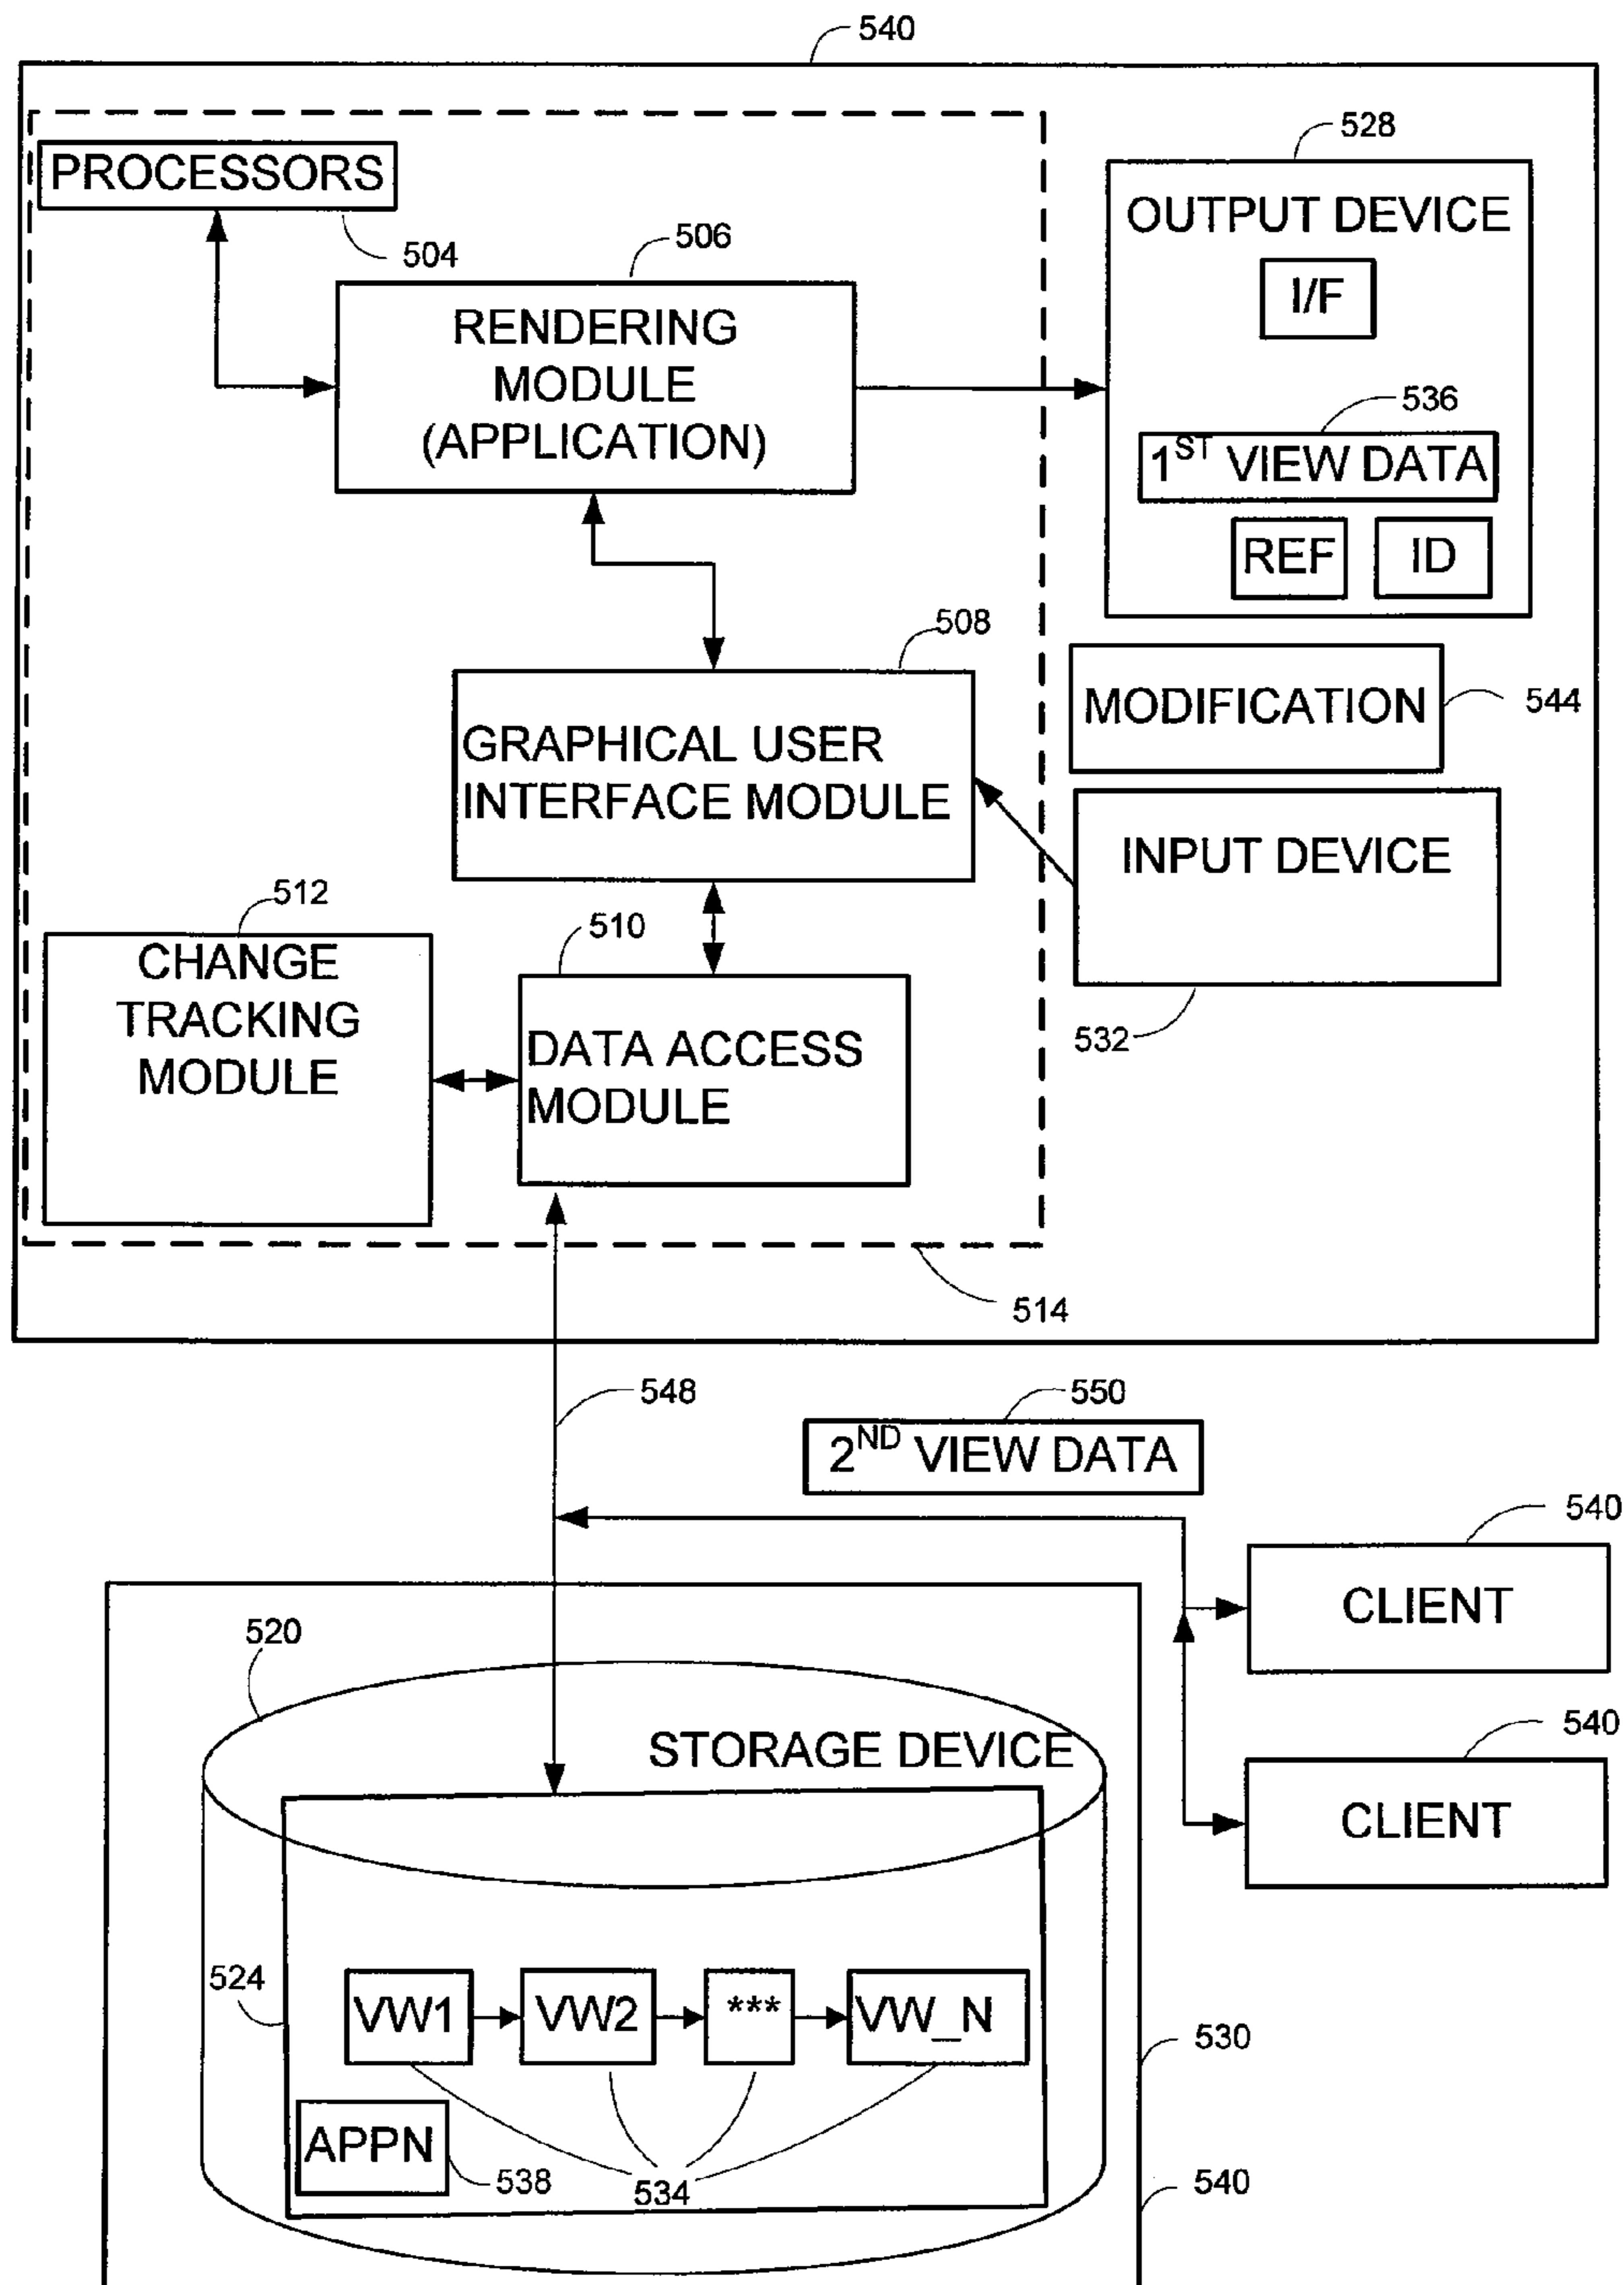 540
528
PROCESSORS
504
506
OUTPUT DEVICE
I/F
RENDERING
MODULE
(APPLICATION)
536
1ST VIEW DATA
REF
ID
508
MODIFICATION
544
GRAPHICAL USER
INTERFACE MODULE
INPUT DEVICE
532
512
CHANGE
TRACKING
MODULE
510
DATA ACCESS
MODULE
514
548
550
2ND VIEW DATA
540
CLIENT
540
CLIENT
520
STORAGE DEVICE
524
VW1
VW2
***
VW_N
530
APPN
538
534
540